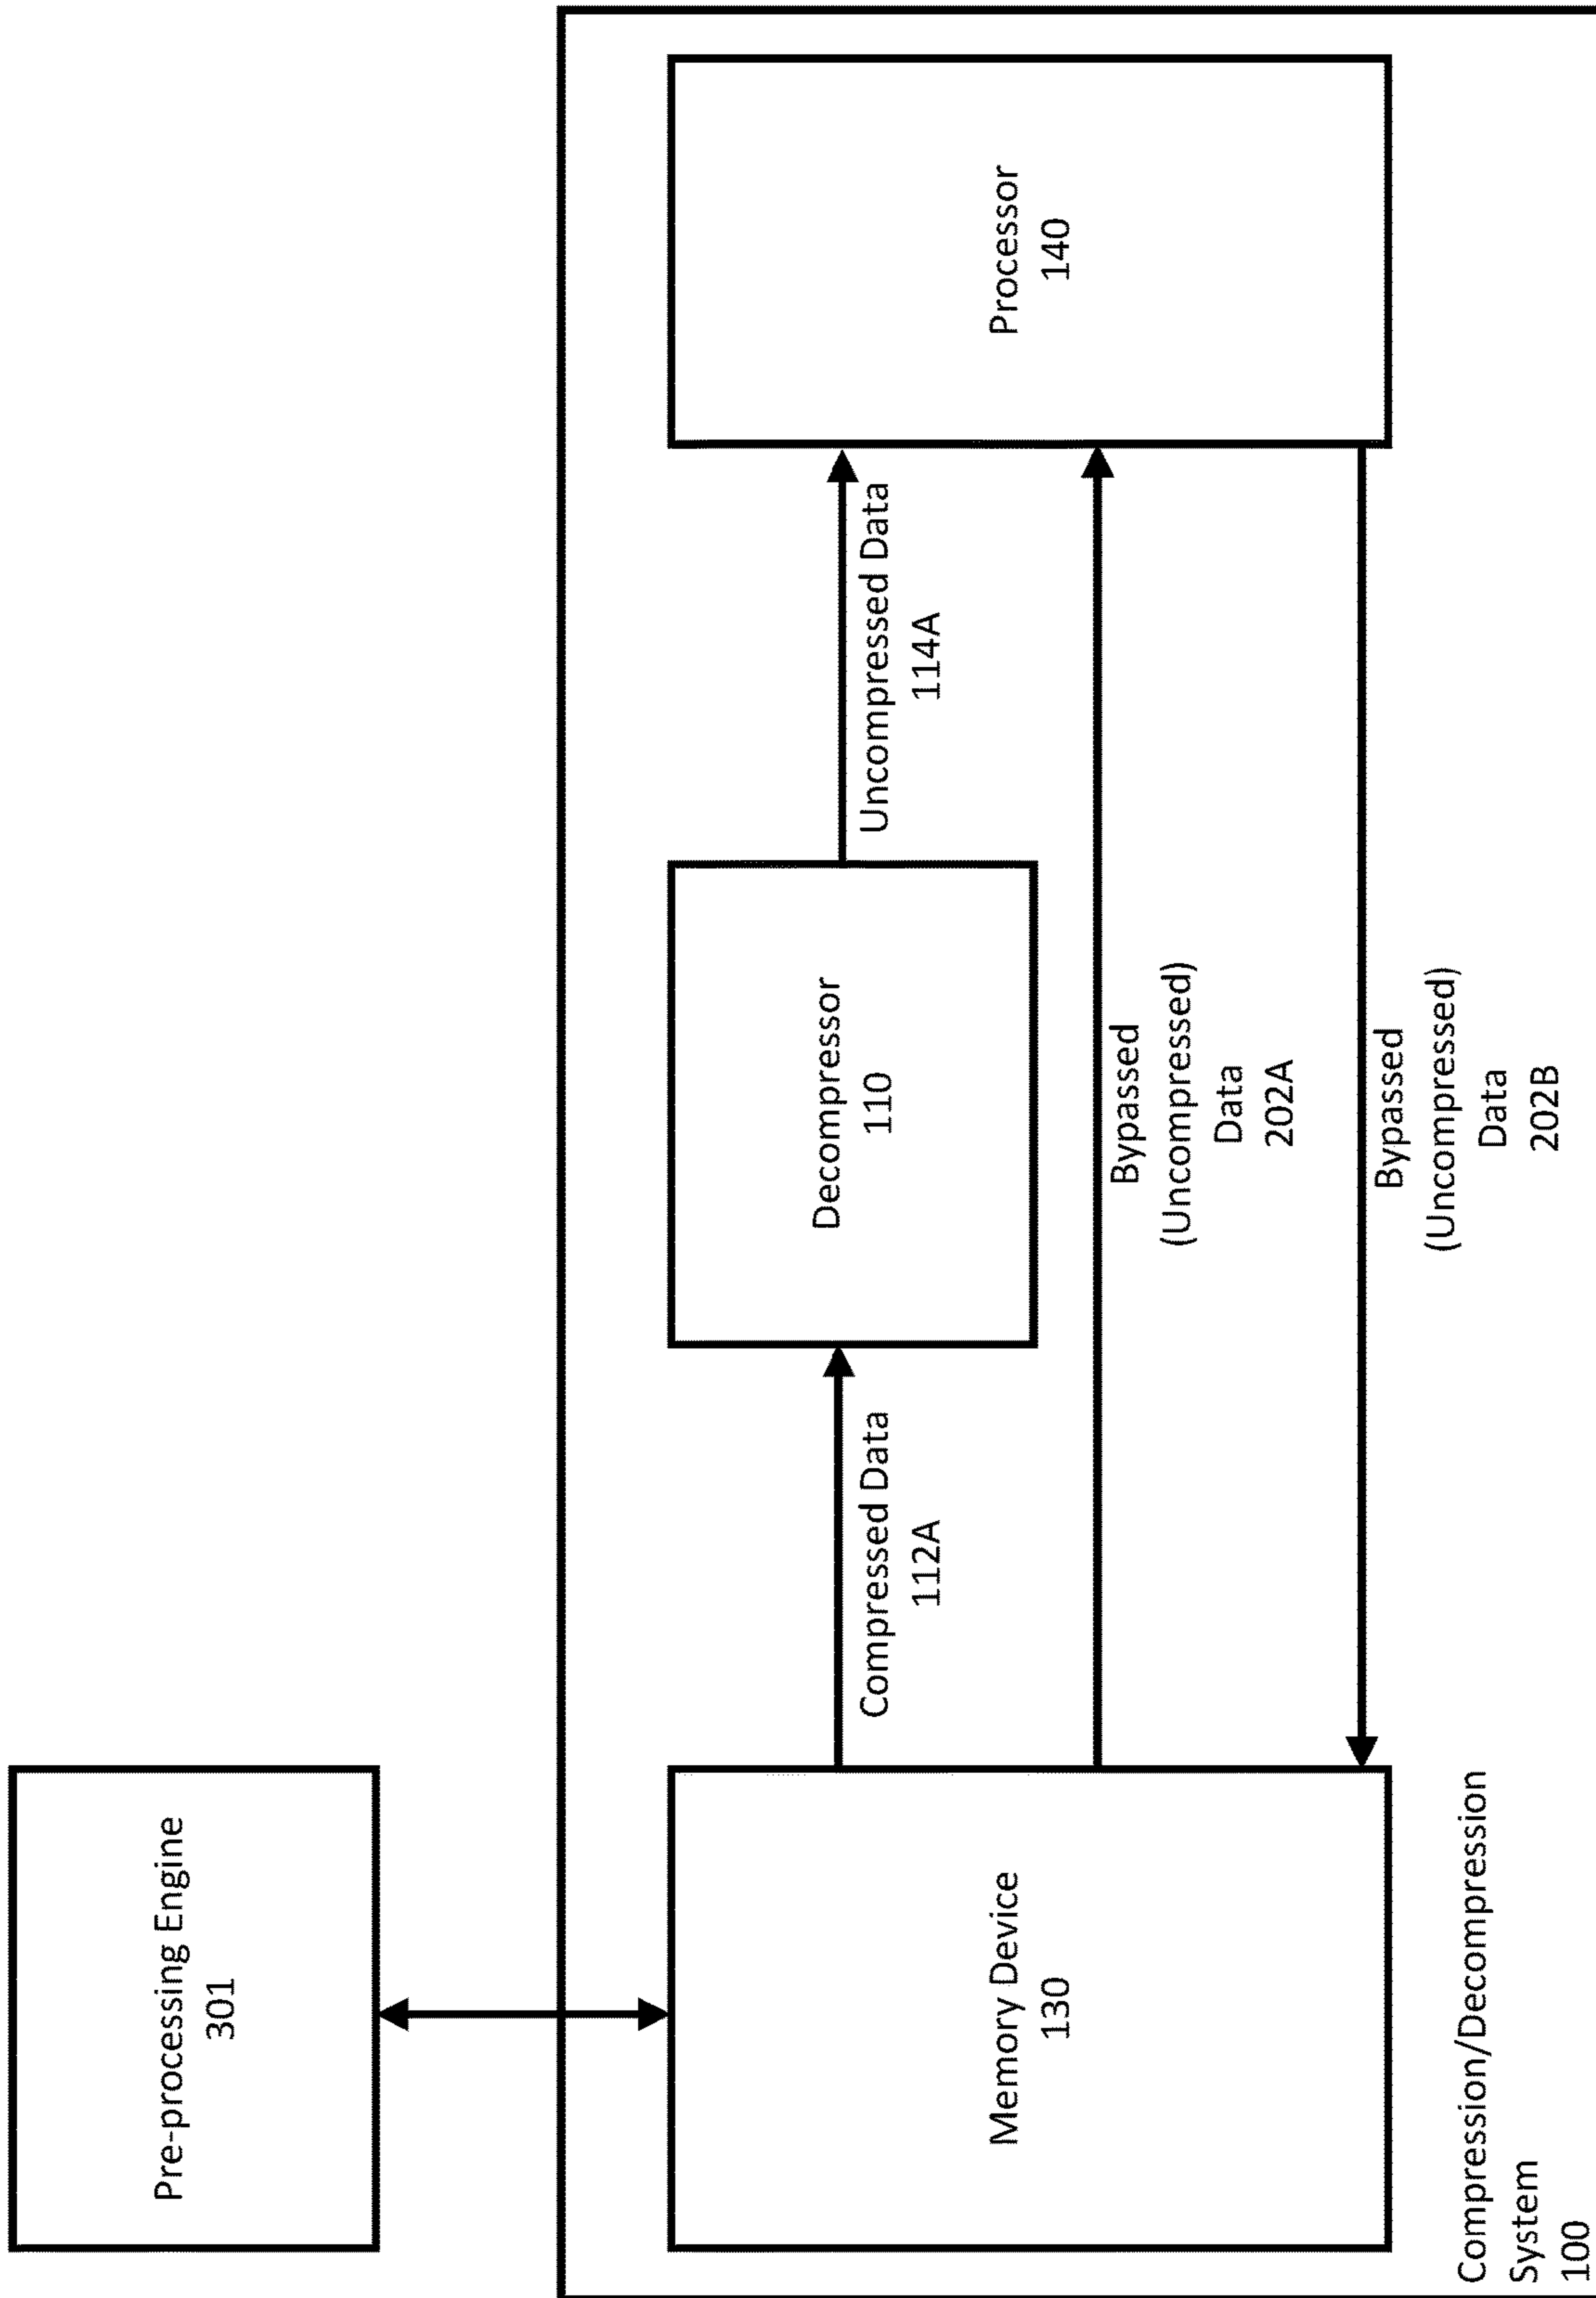 Pre-processing Engine
301
Memory Device
130
Compressed Data
112A
Decompressor
110
Uncompressed Data
114A
Processor
140
Bypassed
(Uncompressed)
Data
202A
Bypassed
(Uncompressed)
Data
202B
Compression/Decompression
System
100